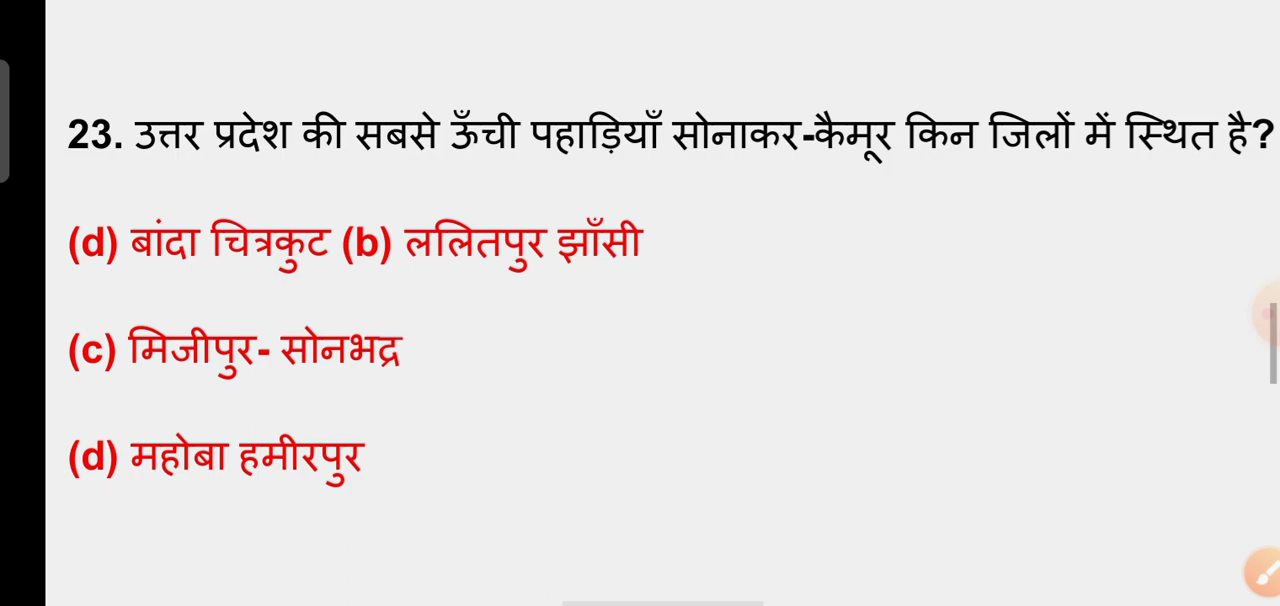 23. उत्तर प्रदेश की सबसे ऊँची पहाड़ियाँ सोनाकर-कैमूर किन जिलों में स्थित है?
(d) बांदा चित्रकुट (b) ललितपुर झाँसी
(c) मिजीपुर- सोनभद्र
(d) महोबा हमीरपुर